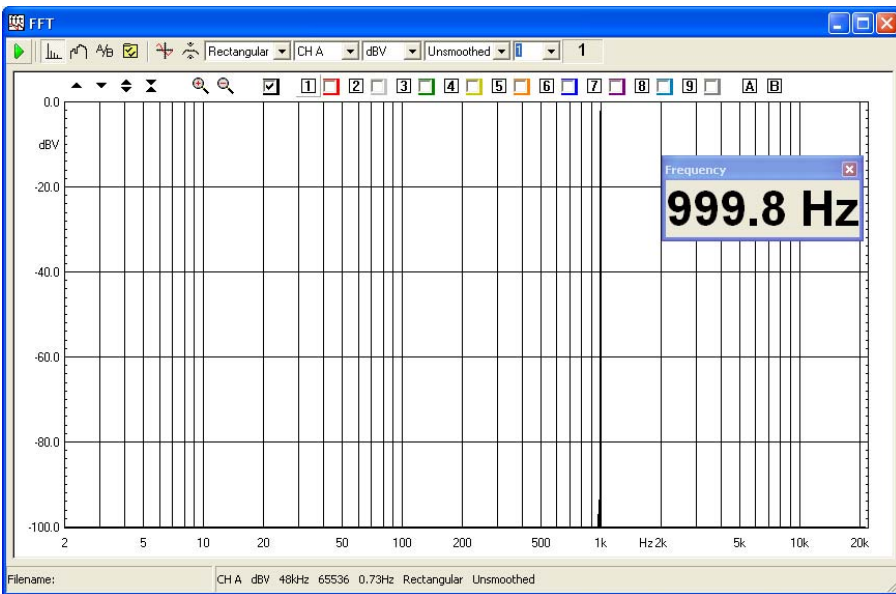 FFT
A/B Rectangular CH A dBV Unsmoothed 1 1
1 2 3 4 5 6 7 8 9 A B
0.0
dBV
-20.0
-40.0
-60.0
-80.0
-100.0
Frequency
999.8 Hz
2 5 10 20 50 100 200 500 1k Hz 2k 5k 10k 20k
Filename:
CH A dBV 48kHz 65536 0.73Hz Rectangular Unsmoothed